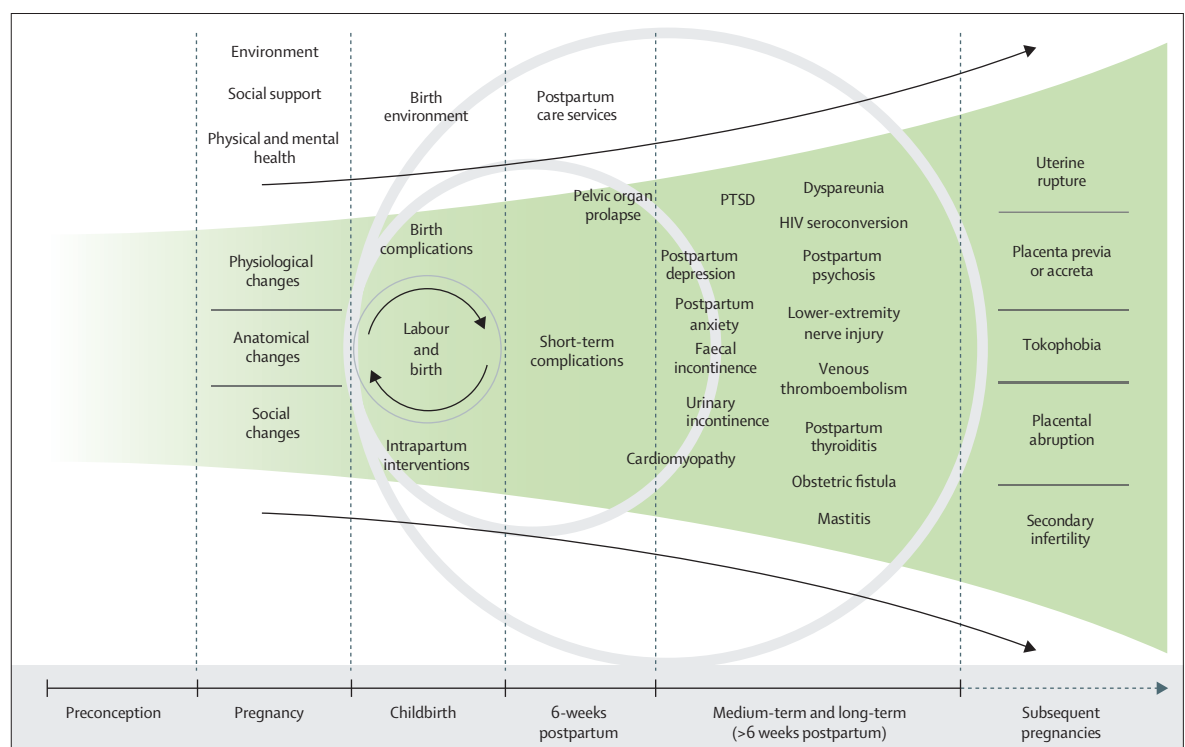 Environment
Social support
Physical and mental
health
Birth
environment
Postpartum
care services
Physiological
changes
Anatomical
changes
Social
changes
Birth
complications
Labour
and
birth
Intrapartum
interventions
Short-term
complications
Pelvic organ
prolapse
PTSD
Postpartum
depression
Postpartum
anxiety
Faecal
incontinence
Urinary
incontinence
Cardiomyopathy
Dyspareunia
HIV seroconversion
Postpartum
psychosis
Lower-extremity
nerve injury
Venous
thromboembolism
Postpartum
thyroiditis
Obstetric fistula
Mastitis
Uterine
rupture
Placenta previa
or accreta
Tokophobia
Placental
abruption
Secondary
infertility
Preconception
Pregnancy
Childbirth
6-weeks
postpartum
Medium-term and long-term
(>6 weeks postpartum)
Subsequent
pregnancies